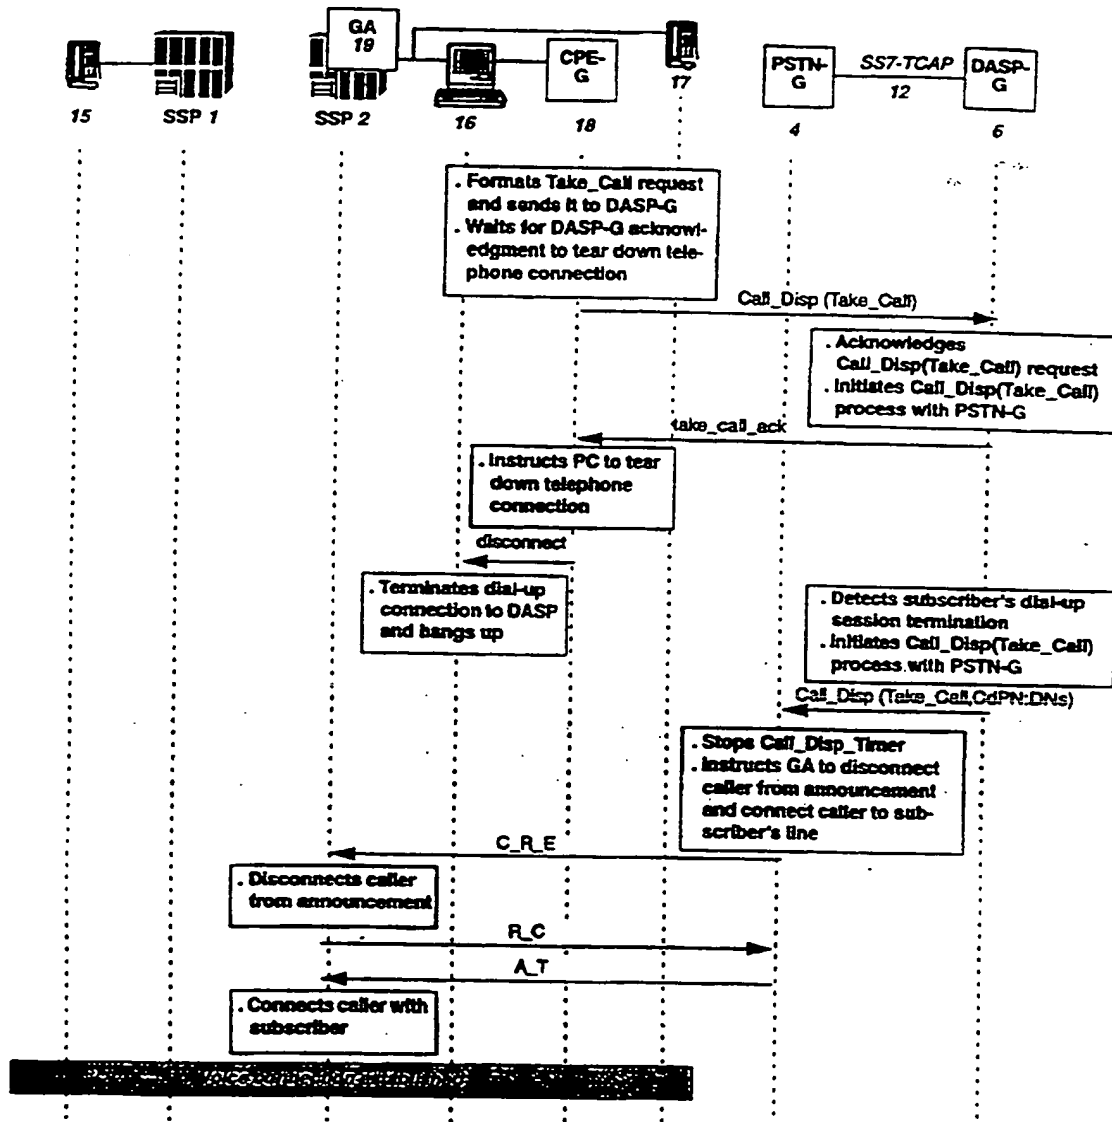 GA
19
CPE-
G
PSTN-
G
SS7-TCAP
12
DASP-
G
15
SSP 1
SSP 2
16
18
17
4
6
. Formats Take_Call request
and sends it to DASP-G
. Waits for DASP-G acknowl-
edgment to tear down tele-
phone connection
Call_Disp (Take_Call)
. Acknowledges
Call_Disp(Take_Call) request
. Initiates Call_Disp(Take_Call)
process with PSTN-G
take_call_ack
. Instructs PC to tear
down telephone
connection
disconnect
. Terminates dial-up
connection to DASP
and hangs up
. Detects subscriber's dial-up
session termination
. Initiates Call_Disp(Take_Call)
process with PSTN-G
Call_Disp (Take_Call,CdPN:DNs)
. Stops Call_Disp_Timer
. Instructs GA to disconnect
caller from announcement
and connect caller to sub-
scriber's line
C_R_E
. Disconnects caller
from announcement
R_C
A_T
. Connects caller with
subscriber